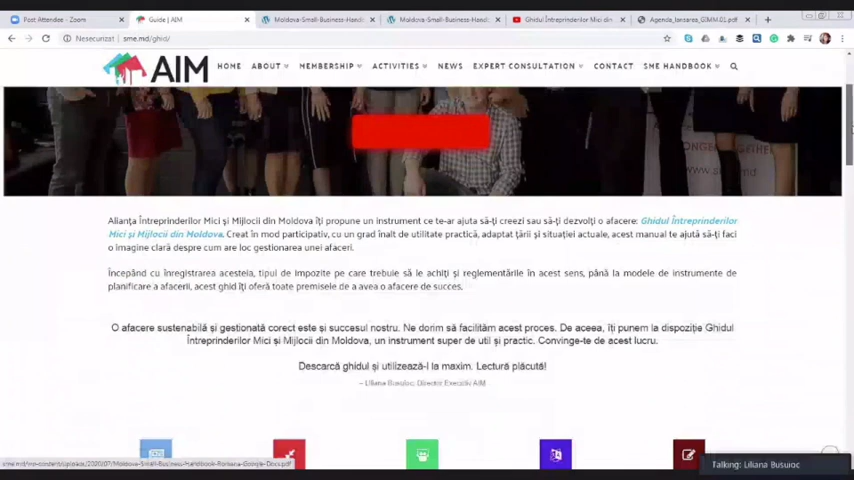 Post Attendee - Zoom
Guide | AIM
Moldova-Small-Business-Hand
Moldova-Small-Business-Hand
Ghidul Întreprinderilor Mici din
Agenda_lansarea_GIMM.01.pdf
Nesecurizat | sme.md/ghid/
AIM
HOME ABOUT MEMBERSHIP ACTIVITIES NEWS EXPERT CONSULTATION CONTACT SME HANDBOOK
Alianța Întreprinderilor Mici și Mijlocii din Moldova îți propune un instrument ce te-ar ajuta să-ți creezi sau să-ți dezvolți o afacere: Ghidul Întreprinderilor
Mici și Mijlocii din Moldova. Creat în mod participativ, cu un grad înalt de utilitate practică, adaptat țării și situației actuale, acest manual te ajută să-ți faci
o imagine clară despre cum are loc gestionarea unei afaceri.
Începând cu înregistrarea acesteia, tipul de impozite pe care trebuie să le achiți și reglementările în acest sens, până la modele de instrumente de
planificare a afacerii, acest ghid îți oferă toate premisele de a avea o afacere de succes.
O afacere sustenabilă și gestionată corect este și succesul nostru. Ne dorim să facilităm acest proces. De aceea, îți punem la dispoziție Ghidul
Întreprinderilor Mici și Mijlocii din Moldova, un instrument super de util și practic. Convinge-te de acest lucru.
Descarcă ghidul și utilizează-l la maxim. Lectură plăcută!
– Liliana Busuioc, Director Executiv AIM
Talking: Liliana Busuioc